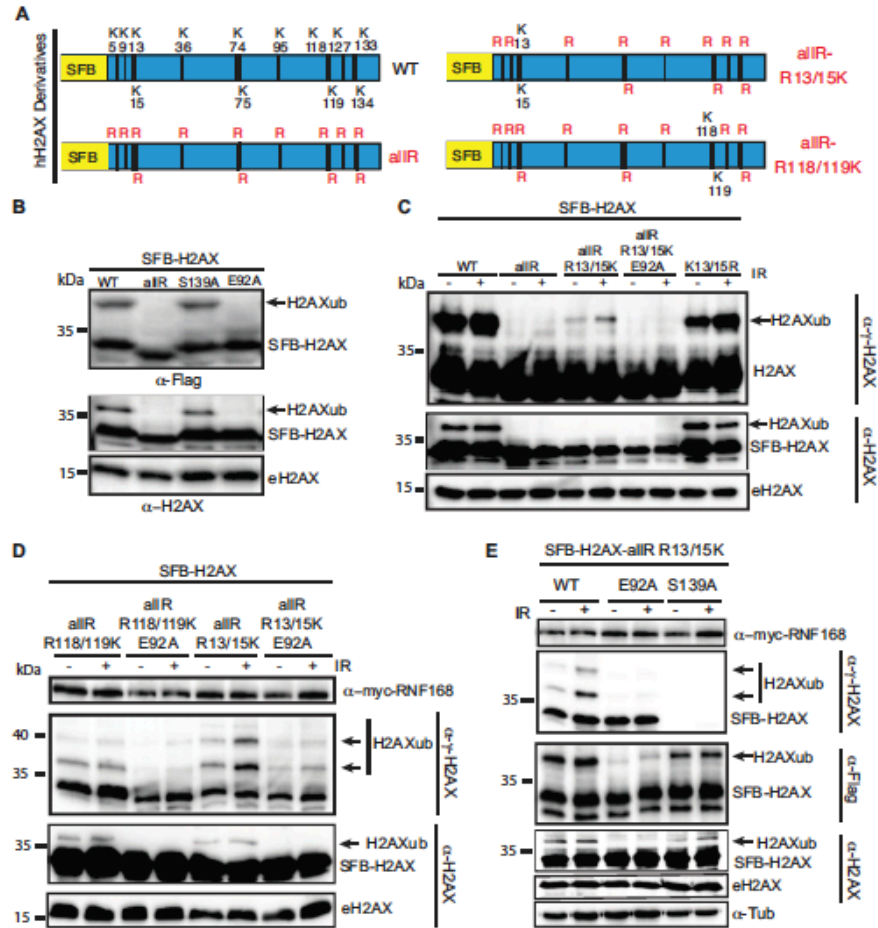 A
hH2AX Derivatives
K K K K K K K K K K
5 9 13 36 74 95 118 127 133
SFB WT
K K K K
15 75 119 134
R R R R R R R R R
SFB allR
R R R R
R R K R R R R R R
13
SFB allR-
R13/15K
K R R R
15
R R R R R R K R R
118
SFB allR-
R118/119K
R R K R
119
B
SFB-H2AX
kDa WT allR S139A E92A
H2AXub
35
SFB-H2AX
α-Flag
35 H2AXub
SFB-H2AX
15 eH2AX
α-H2AX
C
SFB-H2AX
WT allR allR R13/15K allR R13/15K E92A K13/15R IR
kDa - + - + - + - + - +
H2AXub
35
H2AX
α-γ-H2AX
H2AXub
35 SFB-H2AX
15 eH2AX
α-H2AX
D
SFB-H2AX
allR R118/119K allR R118/119K E92A allR R13/15K allR R13/15K E92A
kDa - + - + - + - + IR
α-myc-RNF168
40
H2AXub
35
α-γ-H2AX
35 H2AXub
SFB-H2AX
15 eH2AX
α-H2AX
E
SFB-H2AX-allR R13/15K
WT E92A S139A
IR - + - + - +
α-myc-RNF168
H2AXub
35
SFB-H2AX
α-γ-H2AX
H2AXub
35
SFB-H2AX
α-Flag
35 H2AXub
SFB-H2AX
eH2AX
α-H2AX
α-Tub